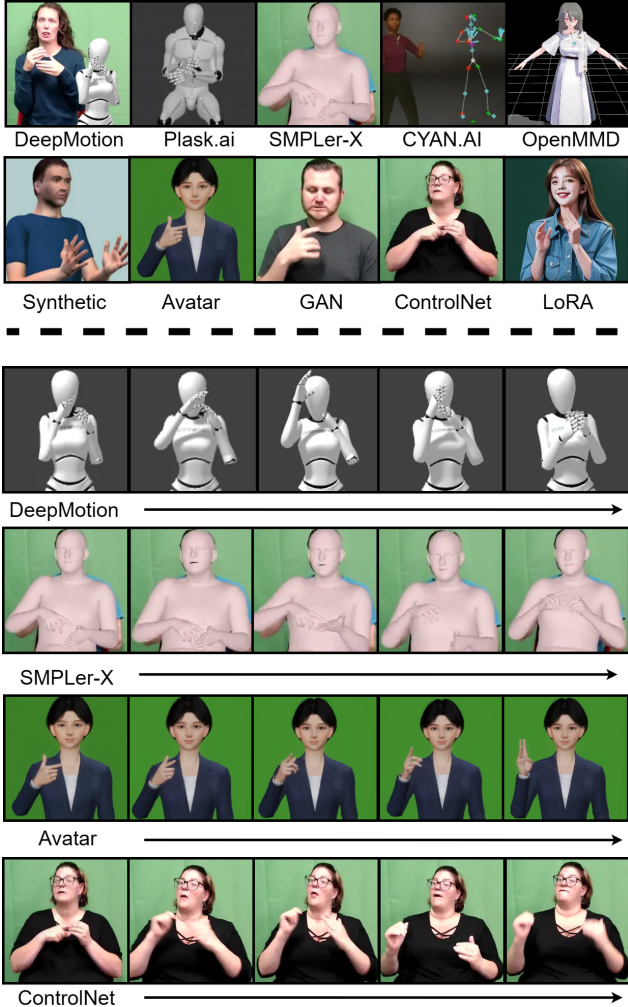 DeepMotion Plask.ai SMPLer-X CYAN.AI OpenMMD
Synthetic Avatar GAN ControlNet LoRA
DeepMotion
SMPLer-X
Avatar
ControlNet